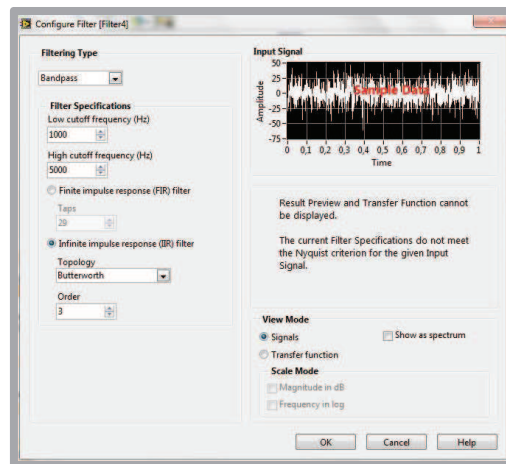 Configure Filter [Filter4]
Filtering Type
Bandpass
Filter Specifications
Low cutoff frequency (Hz)
1000
High cutoff frequency (Hz)
5000
Finite impulse response (FIR) filter
Taps
29
Infinite impulse response (IIR) filter
Topology
Butterworth
Order
3
Input Signal
Amplitude
50
25
0
-25
-50
-75
Sample Data
0 0,1 0,2 0,3 0,4 0,5 0,6 0,7 0,8 0,9 1
Time
Result Preview and Transfer Function cannot
be displayed.
The current Filter Specifications do not meet
the Nyquist criterion for the given Input
Signal.
View Mode
Signals
Show as spectrum
Transfer function
Scale Mode
Magnitude in dB
Frequency in log
OK Cancel Help